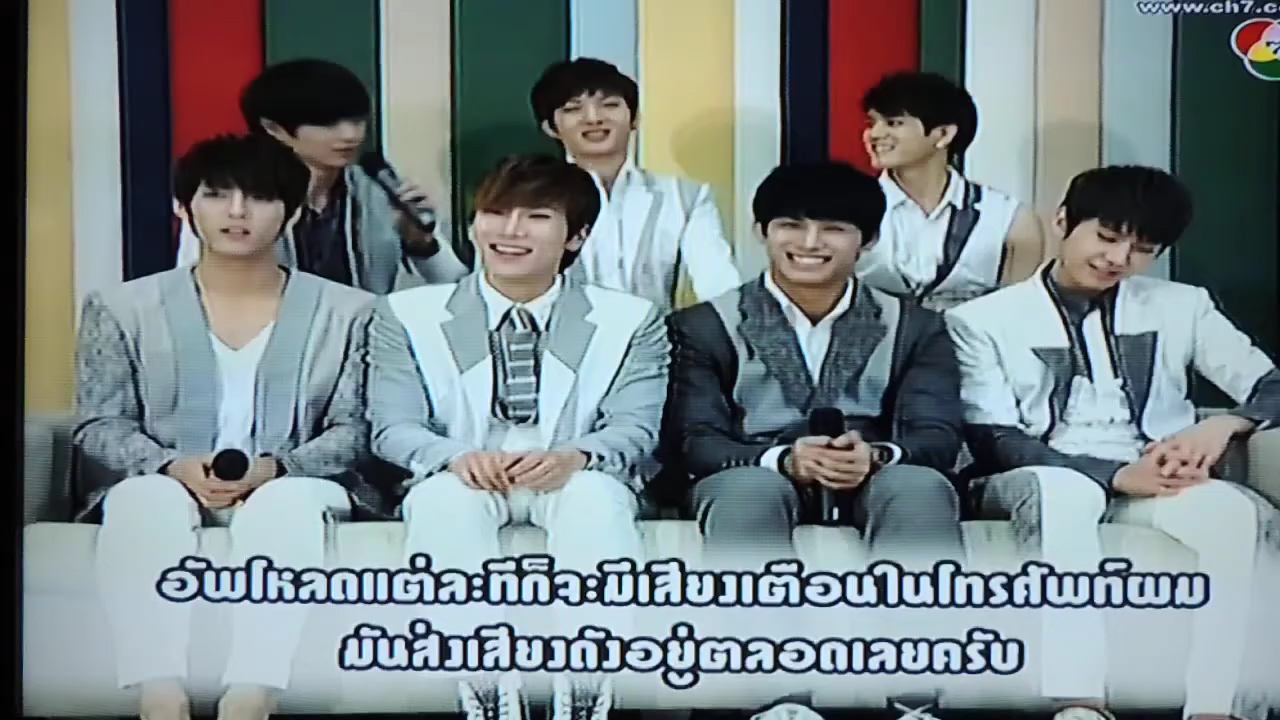 www.ch7.c
7
อัพโหลดแต่ละทีก็จะมีเสียงเตือนในโทรศัพท์ผม
มันส่งเสียงดังอยู่ตลอดเลยครับ